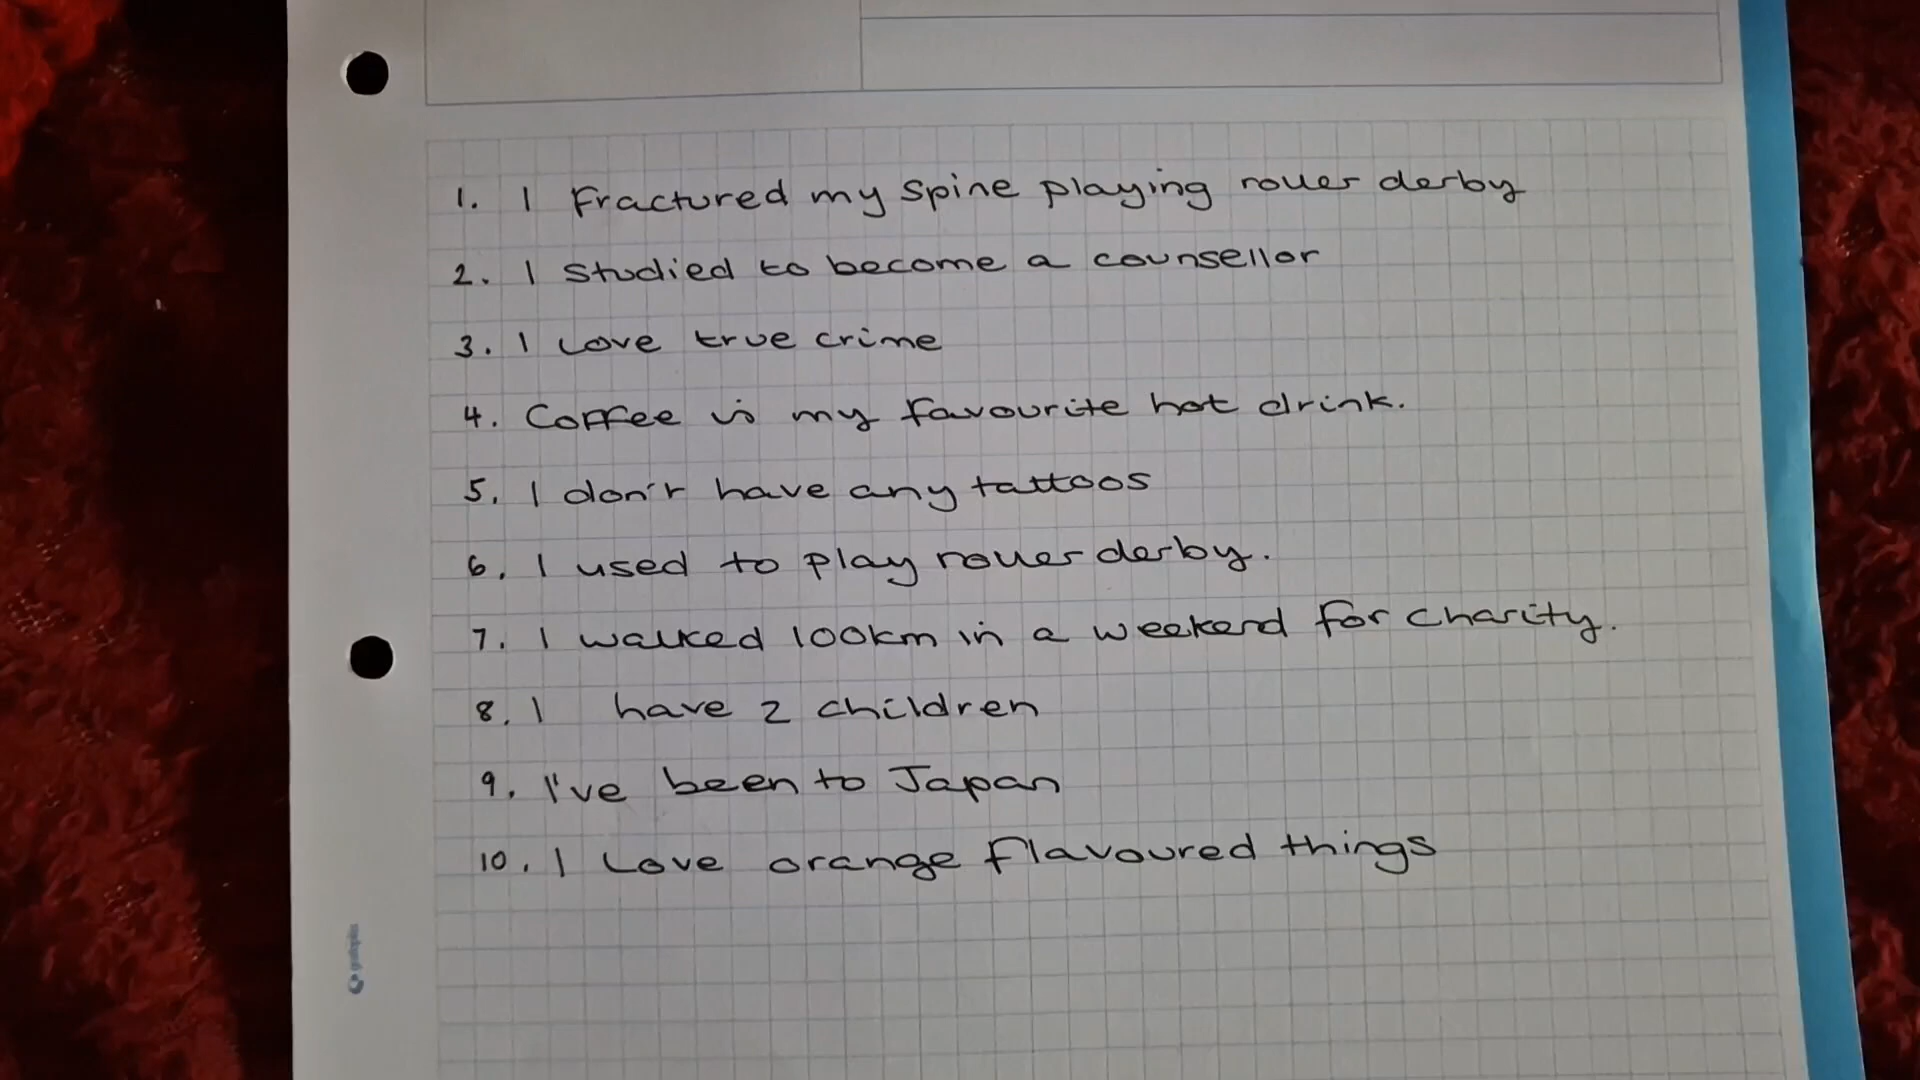 1. I Fractured my spine playing roller derby
2. I studied to become a counsellor
3. I love true crime
4. Coffee is my favourite hot drink.
5. I don't have any tattoos
6. I used to play roller derby.
7. I walked 100km in a weekend for charity.
8. I have 2 children
9. I've been to Japan
10. I love orange flavoured things